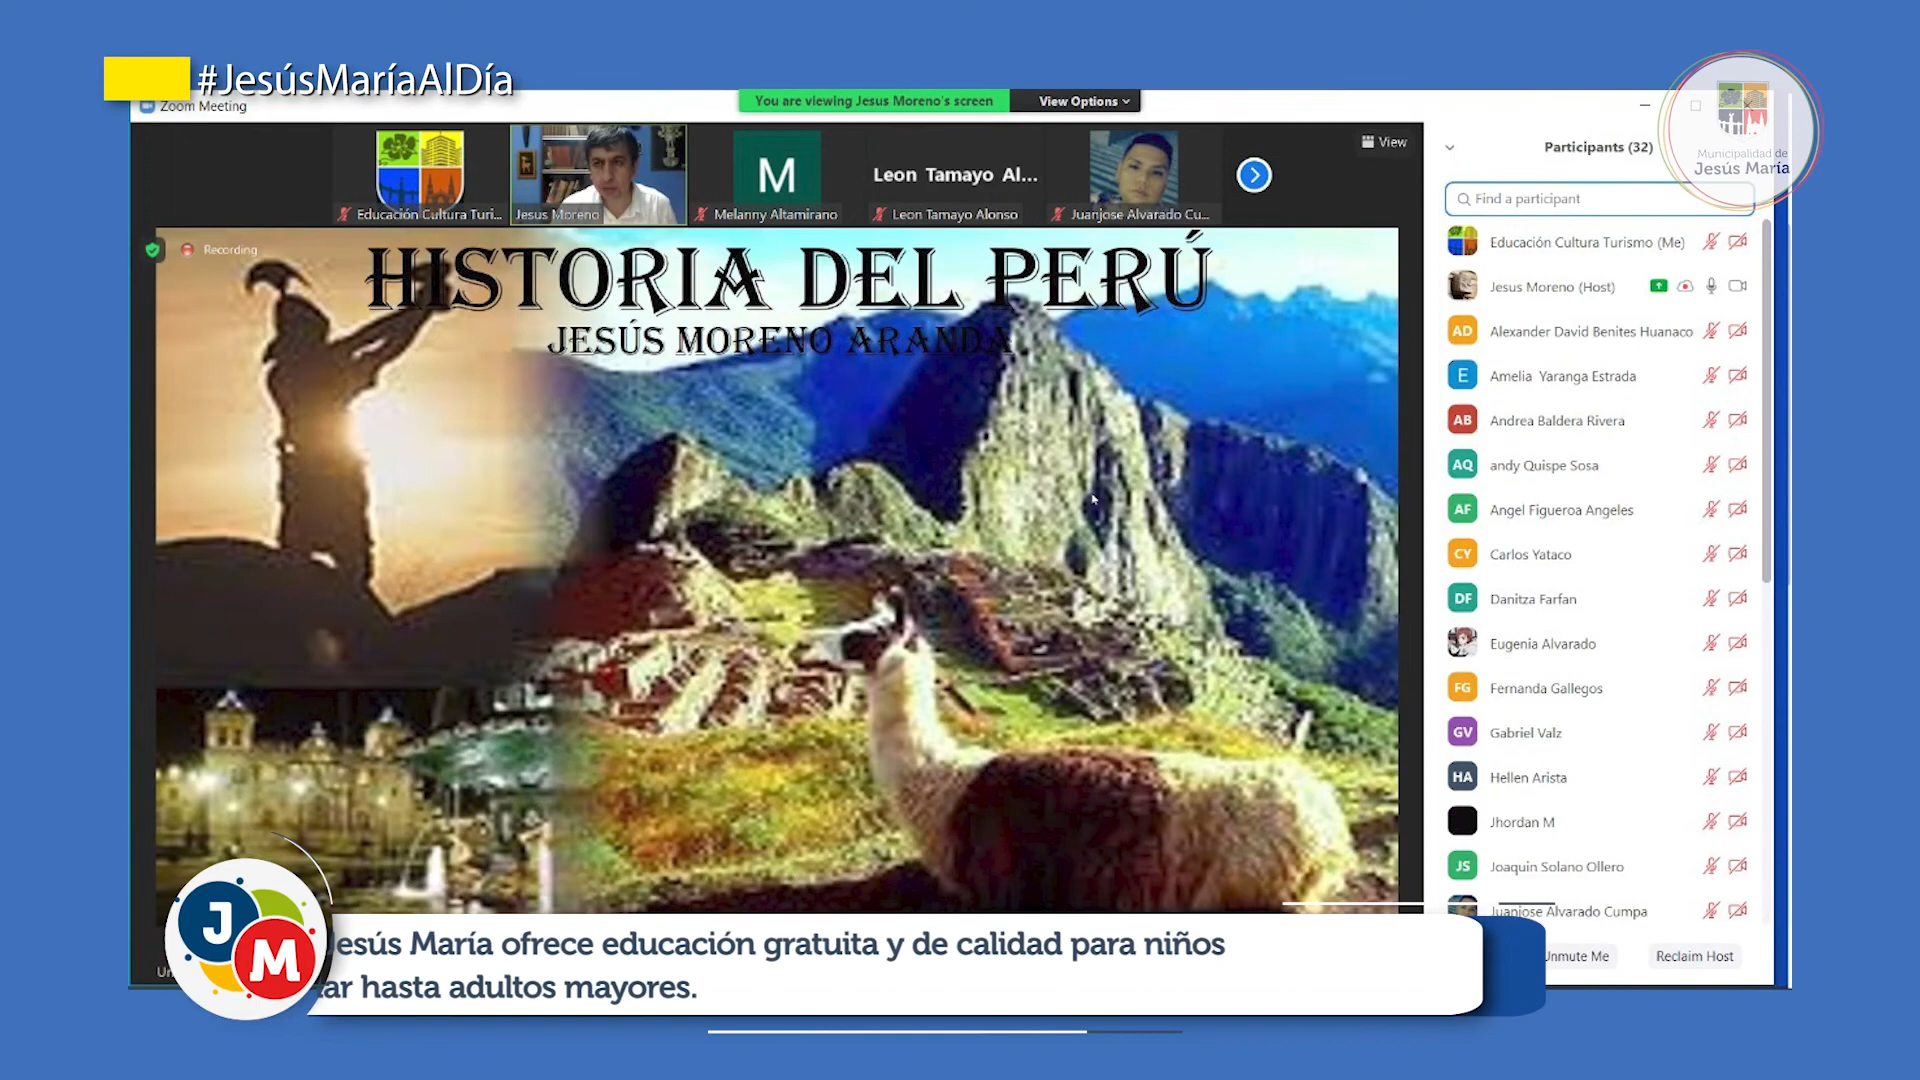 #JesúsMaríaAlDía
Zoom Meeting
You are viewing Jesus Moreno's screen
View Options
View
Participants (32)
Municipalidad de
Jesús María
M
Leon Tamayo Al...
Educación Cultura Turi...
Jesus Moreno
Melanny Altamirano
Leon Tamayo Alonso
Juanjose Alvarado Cu...
Find a participant
Recording
HISTORIA DEL PERÚ
JESÚS MORENO ARANDA
Educación Cultura Turismo (Me)
Jesus Moreno (Host)
AD Alexander David Benites Huanaco
E Amelia Yaranga Estrada
AB Andrea Baldera Rivera
AQ andy Quispe Sosa
AF Angel Figueroa Angeles
CY Carlos Yataco
DF Danitza Farfan
Eugenia Alvarado
FG Fernanda Gallegos
GV Gabriel Valz
HA Hellen Arista
Jhordan M
JS Joaquin Solano Ollero
Juanjose Alvarado Cumpa
Unmute Me
Reclaim Host
JM
Jesús María ofrece educación gratuita y de calidad para niños
ar hasta adultos mayores.